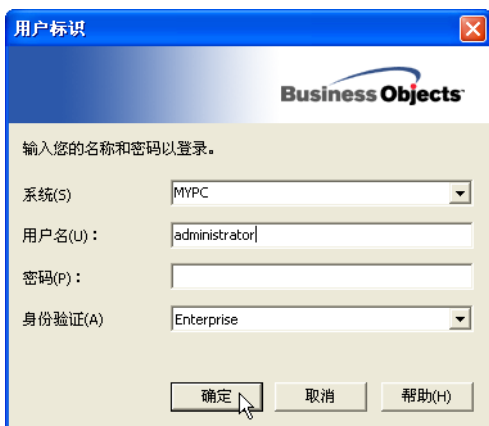 用户标识
Business Objects
输入您的名称和密码以登录。
系统(S) MYPC
用户名(U)： administrator
密码(P)：
身份验证(A) Enterprise
确定 取消 帮助(H)